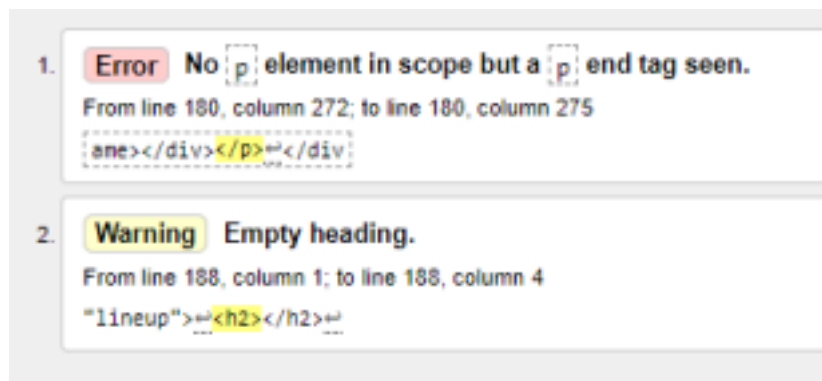 1. Error No p element in scope but a p end tag seen.
From line 180, column 272; to line 180, column 275
ame></div></p>↩</div
2. Warning Empty heading.
From line 188, column 1; to line 188, column 4
"lineup">↩<h2></h2>↩